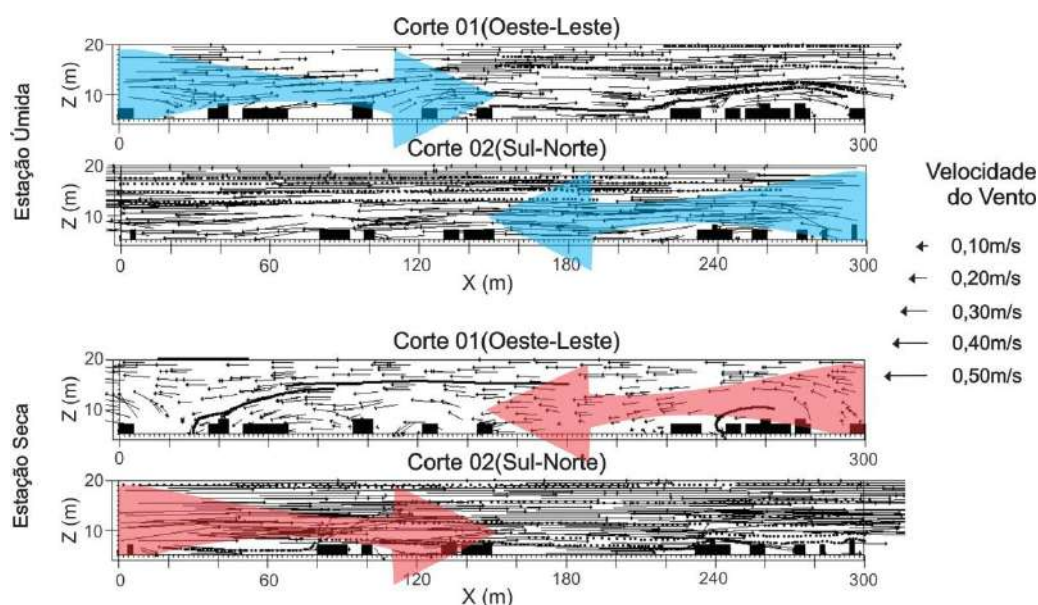 Estação Úmida
Corte 01(Oeste-Leste)
Z (m)
20
10
0
300
Corte 02(Sul-Norte)
Z (m)
20
10
0
60
120
180
240
300
X (m)
Velocidade
do Vento
0,10m/s
0,20m/s
0,30m/s
0,40m/s
0,50m/s
Estação Seca
Corte 01(Oeste-Leste)
Z (m)
20
10
0
300
Corte 02(Sul-Norte)
Z (m)
20
10
0
60
120
180
240
300
X (m)